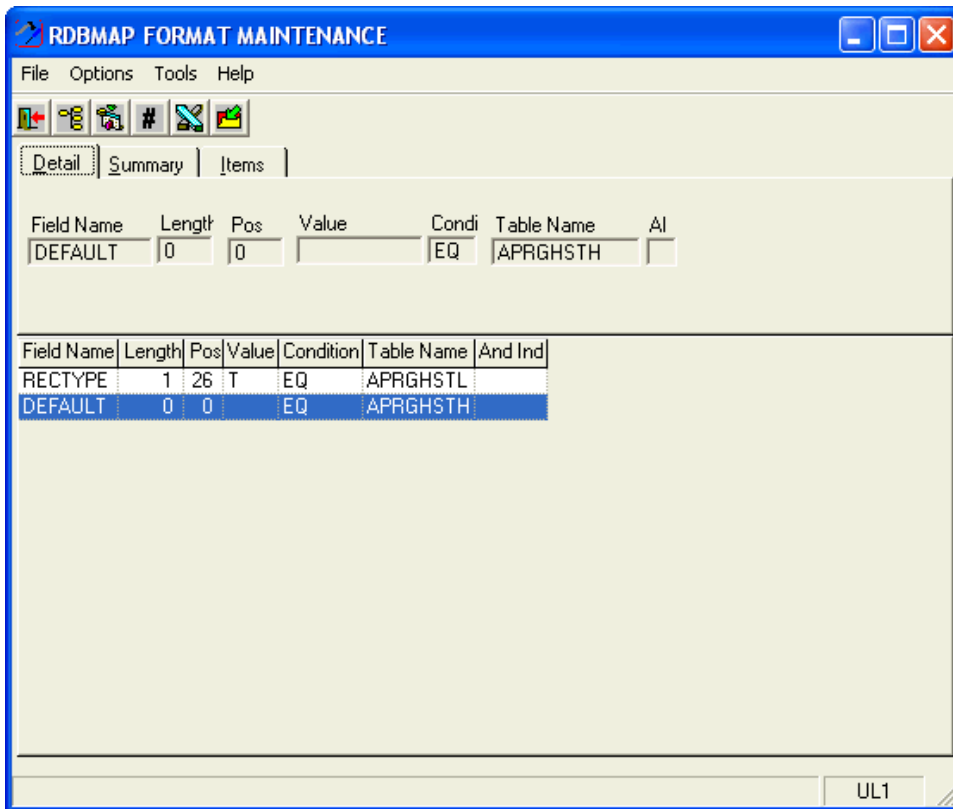 RDBMAP FORMAT MAINTENANCE
File Options Tools Help
#
Detail Summary Items
Field Name Length Pos Value Condi Table Name AI
DEFAULT 0 0 EQ APRGHSTH
Field Name Length Pos Value Condition Table Name And Ind
RECTYPE 1 26 T EQ APRGHSTL
DEFAULT 0 0 EQ APRGHSTH
UL1